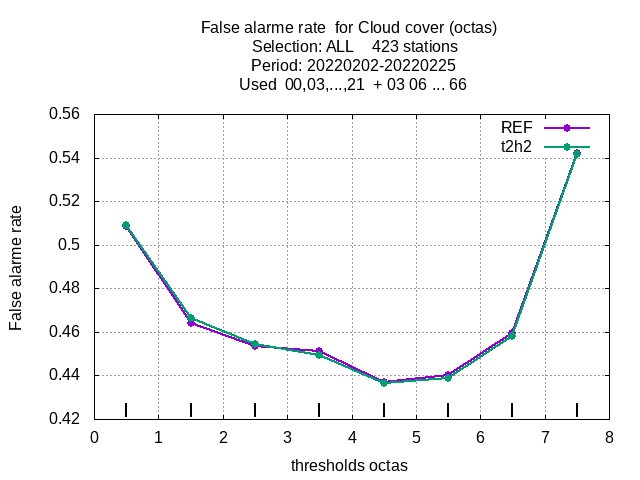 False alarme rate  for Cloud cover (octas)
Selection: ALL    423 stations
Period: 20220202-20220225
Used  00,03,...,21  + 03 06 ... 66
REF
t2h2
0.56
0.54
0.52
0.5
0.48
0.46
0.44
0.42
False alarme rate
0 1 2 3 4 5 6 7 8
thresholds octas